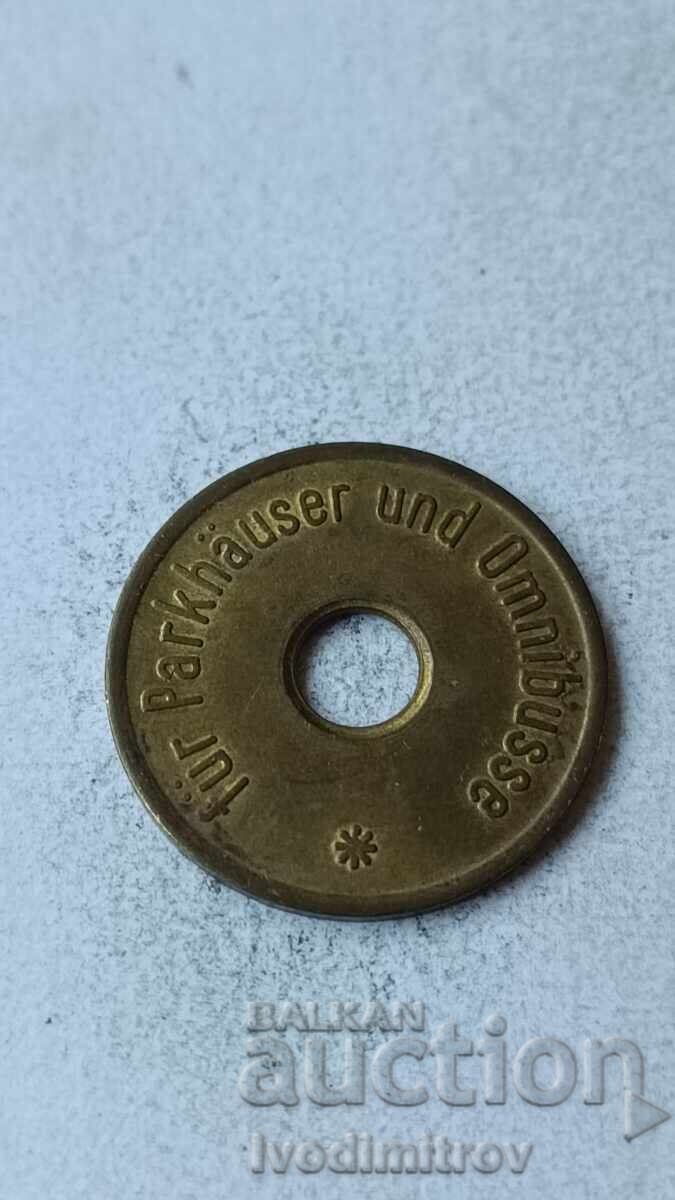 für Parkhäuser und Omnibusse
BALKAN
auction
Ivodimitrov